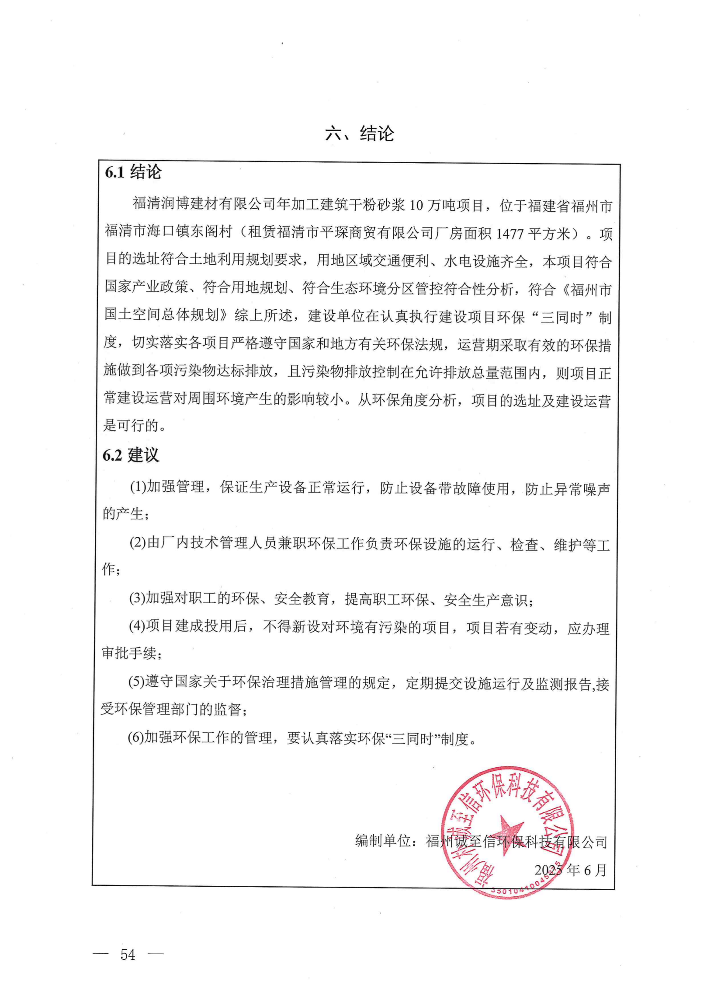 六、结论
6.1 结论
福清润博建材有限公司年加工建筑干粉砂浆 10 万吨项目，位于福建省福州市
福清市海口镇东阁村（租赁福清市平琛商贸有限公司厂房面积 1477 平方米）。项
目的选址符合土地利用规划要求，用地区域交通便利、水电设施齐全，本项目符合
国家产业政策、符合用地规划、符合生态环境分区管控符合性分析，符合《福州市
国土空间总体规划》综上所述，建设单位在认真执行建设项目环保“三同时”制
度，切实落实各项目严格遵守国家和地方有关环保法规，运营期采取有效的环保措
施做到各项污染物达标排放，且污染物排放控制在允许排放总量范围内，则项目正
常建设运营对周围环境产生的影响较小。从环保角度分析，项目的选址及建设运营
是可行的。
6.2 建议
(1)加强管理，保证生产设备正常运行，防止设备带故障使用，防止异常噪声
的产生；
(2)由厂内技术管理人员兼职环保工作负责环保设施的运行、检查、维护等工
作；
(3)加强对职工的环保、安全教育，提高职工环保、安全生产意识；
(4)项目建成投用后，不得新设对环境有污染的项目，项目若有变动，应办理
审批手续；
(5)遵守国家关于环保治理措施管理的规定，定期提交设施运行及监测报告,接
受环保管理部门的监督；
(6)加强环保工作的管理，要认真落实环保“三同时”制度。
福州诚至信环保科技有限公司
编制单位：福州诚至信环保科技有限公司
2025 年 6 月
— 54 —